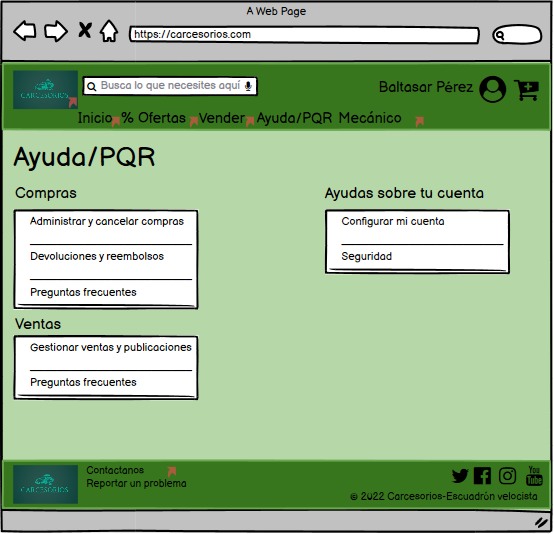 A Web Page
https://carcesorios.com
CARCESORIOS
Busca lo que necesites aquí
Baltasar Pérez
Inicio % Ofertas Vender Ayuda/PQR Mecánico
Ayuda/PQR
Compras
Administrar y cancelar compras
Devoluciones y reembolsos
Preguntas frecuentes
Ventas
Gestionar ventas y publicaciones
Preguntas frecuentes
Ayudas sobre tu cuenta
Configurar mi cuenta
Seguridad
CARCESORIOS
Contactanos
Reportar un problema
You Tube
© 2022 Carcesorios-Escuadrón velocista